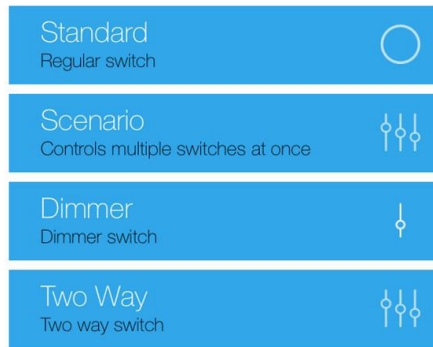 Standard
Regular switch
Scenario
Controls multiple switches at once
Dimmer
Dimmer switch
Two Way
Two way switch